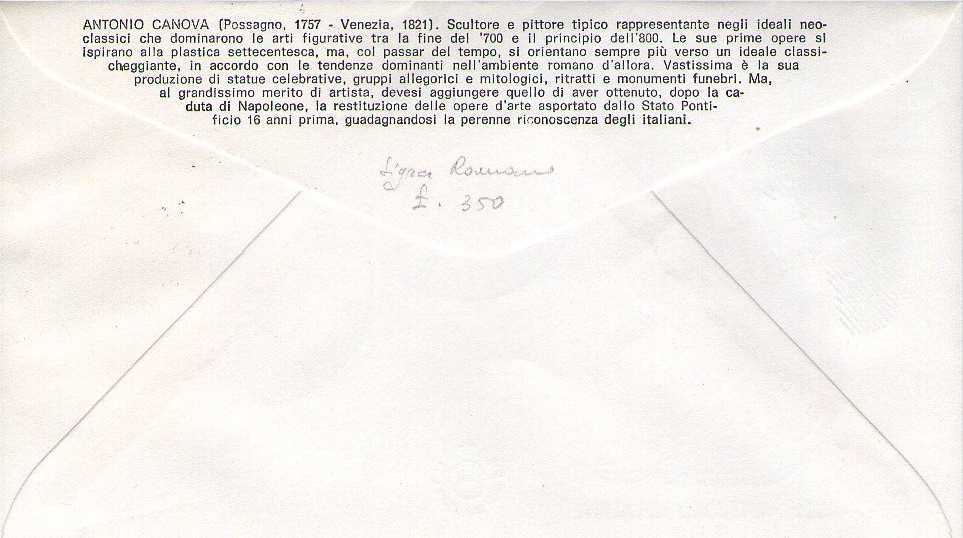 ANTONIO CANOVA (Possagno, 1757 - Venezia, 1821). Scultore e pittore tipico rappresentante negli ideali neo-
classici che dominarono le arti figurative tra la fine del '700 e il principio dell'800. Le sue prime opere si
ispirano alla plastica settecentesca, ma, col passar del tempo, si orientano sempre più verso un ideale classi-
cheggiante, in accordo con le tendenze dominanti nell'ambiente romano d'allora. Vastissima è la sua
produzione di statue celebrative, gruppi allegorici e mitologici, ritratti e monumenti funebri. Ma,
al grandissimo merito di artista, devesi aggiungere quello di aver ottenuto, dopo la ca-
duta di Napoleone, la restituzione delle opere d'arte asportato dallo Stato Ponti-
ficio 16 anni prima, guadagnandosi la perenne riconoscenza degli italiani.
Romano
£. 350